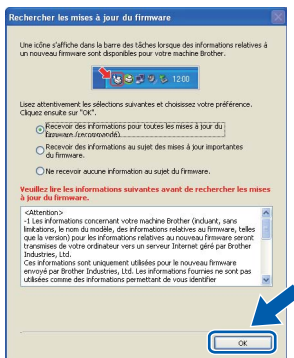 Rechercher les mises à jour du firmware
Une icône s'affiche dans la barre des tâches lorsque des informations relatives à
un nouveau firmware sont disponibles pour votre machine Brother.
12:00
Lisez attentivement les sélections suivantes et choisissez votre préférence.
Cliquez ensuite sur "OK".
Recevoir des informations pour toutes les mises à jour du
firmware.(recommandé)
Recevoir des informations au sujet des mises à jour importantes
du firmware.
Ne recevoir aucune information au sujet du firmware.
Veuillez lire les informations suivantes avant de rechercher les mises
à jour du firmware.
<Attention>
-1 Les informations concernant votre machine Brother (incluant, sans
limitations, le nom du modèle, des informations relatives au firmware, telles
que la version) pour les informations relatives au nouveau firmware seront
transmises de votre ordinateur vers un serveur Internet géré par Brother
Industries, Ltd.
Ces informations sont uniquement utilisées pour le nouveau firmware
envoyé par Brother Industries, Ltd. Les informations fournies ne sont pas
utilisées comme des informations permettant de vous identifier
OK